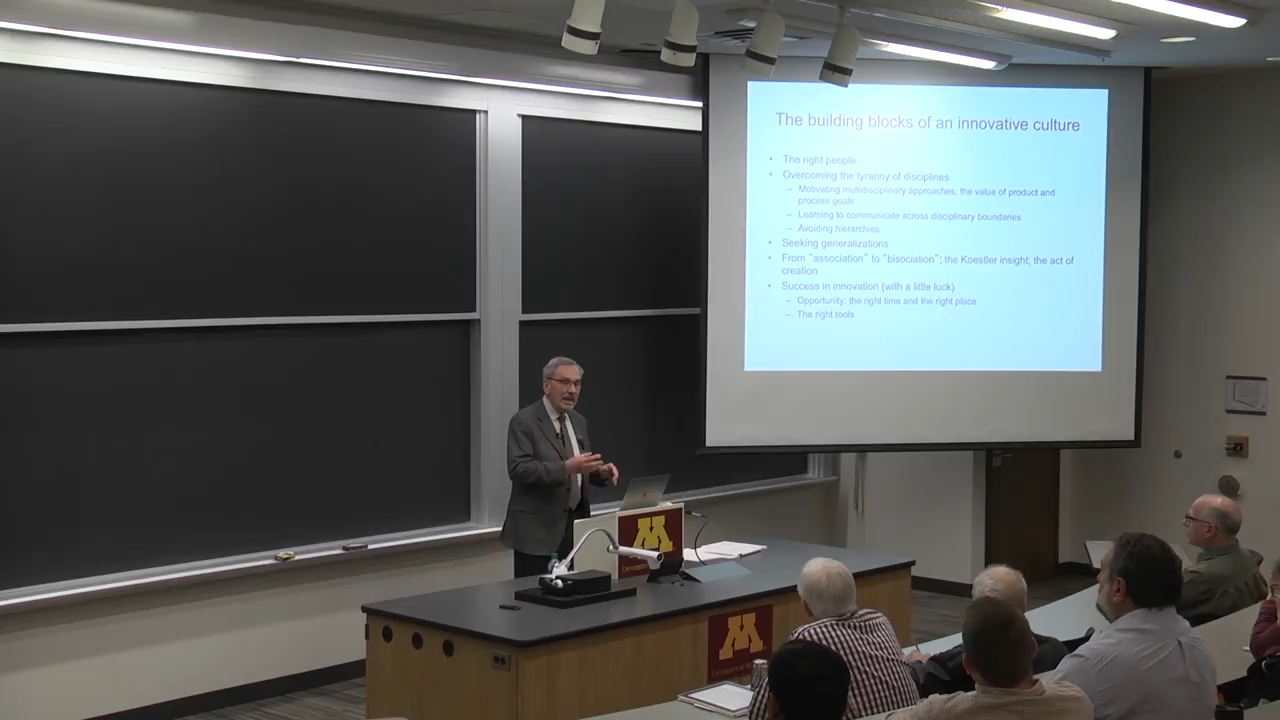 The building blocks of an innovative culture
• The right people
• Overcoming the tyranny of disciplines
– Motivating multidisciplinary approaches; the value of product and
process goals
– Learning to communicate across disciplinary boundaries
– Avoiding hierarchies
• Seeking generalizations
• From "association" to "bisociation"; the Koestler insight, the act of
creation
• Success in innovation (with a little luck)
– Opportunity: the right time and the right place
– The right tools
M
M
UNIVERSITY OF